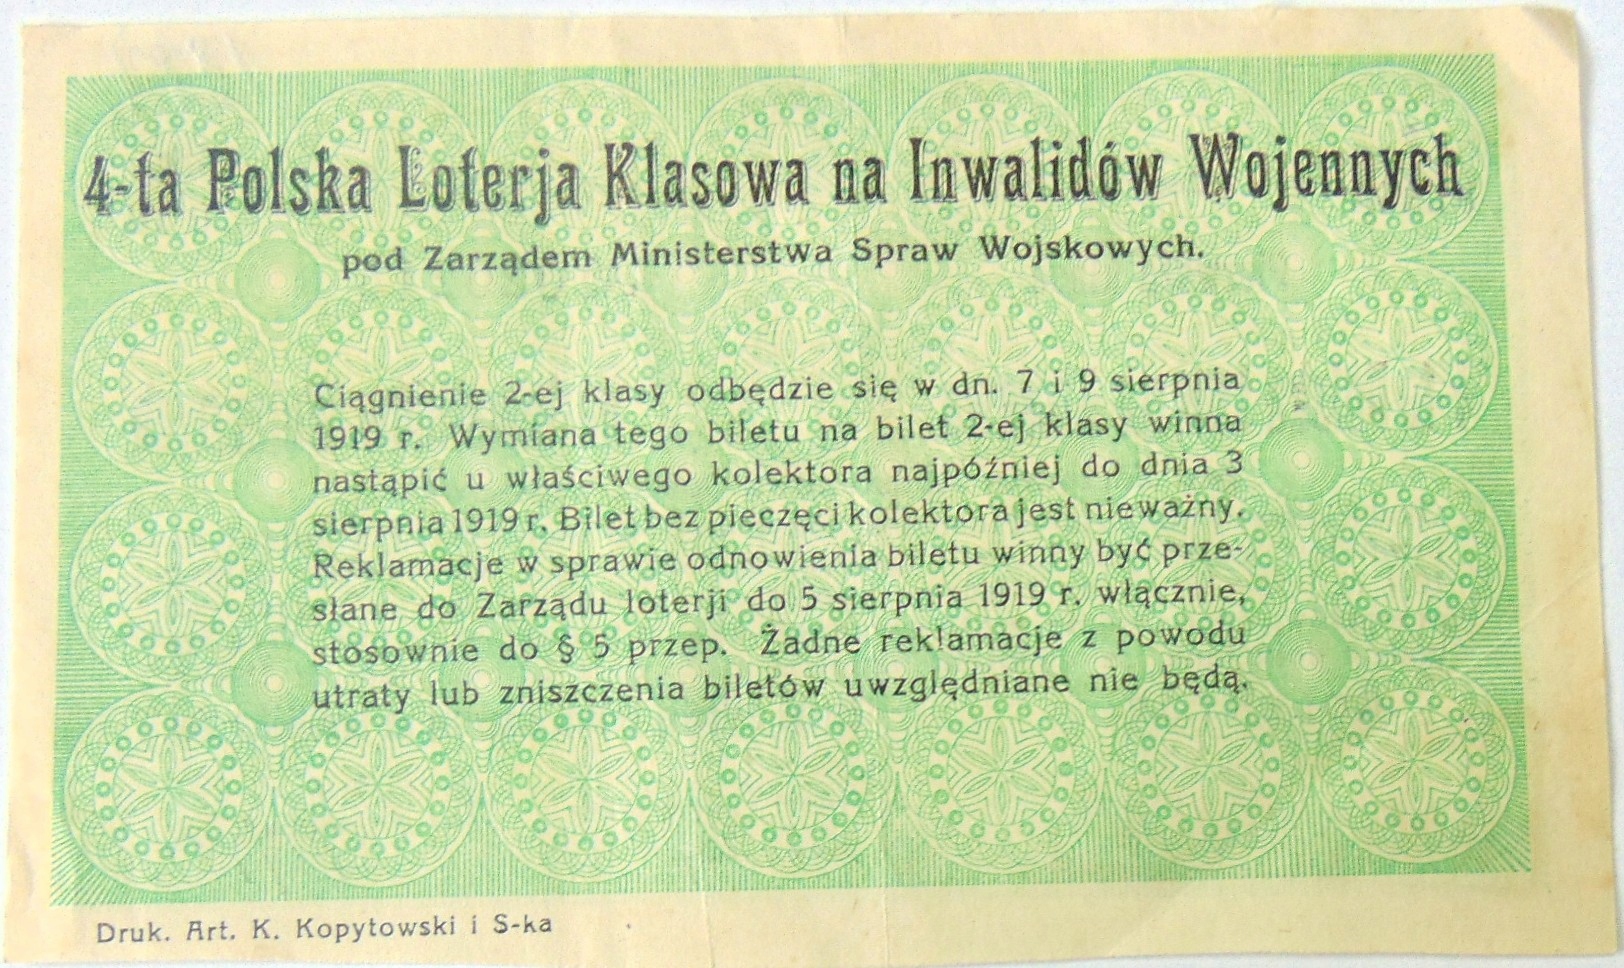 4-ta Polska Loterja Klasowa na Inwalidów Wojennych
pod Zarządem Ministerstwa Spraw Wojskowych.
Ciągnienie 2-ej klasy odbędzie się w dn. 7 i 9 sierpnia
1919 r. Wymiana tego biletu na bilet 2-ej klasy winna
nastąpić u właściwego kolektora najpóźniej do dnia 3
sierpnia 1919 r. Bilet bez pieczęci kolektora jest nieważny.
Reklamacje w sprawie odnowienia biletu winny być prze-
słane do Zarządu loterji do 5 sierpnia 1919 r. włącznie,
stosownie do § 5 przep. Żadne reklamacje z powodu
utraty lub zniszczenia biletów uwzględniane nie będą.
Druk. Art. K. Kopytowski i S-ka